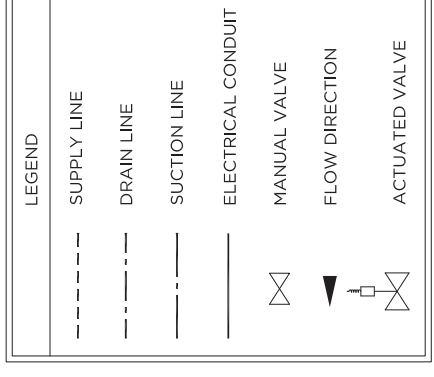 LEGEND
SUPPLY LINE
DRAIN LINE
SUCTION LINE
ELECTRICAL CONDUIT
MANUAL VALVE
FLOW DIRECTION
ACTUATED VALVE